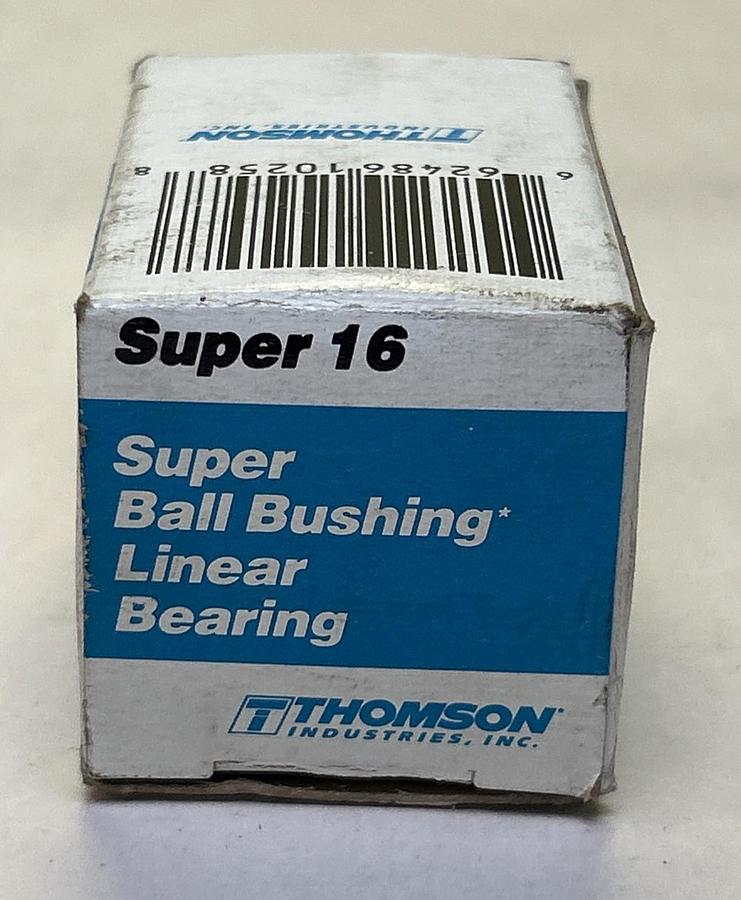 THOMSON
INDUSTRIES, INC.
6 62486 10258 8
Super 16
Super
Ball Bushing*
Linear
Bearing
THOMSON
INDUSTRIES, INC.